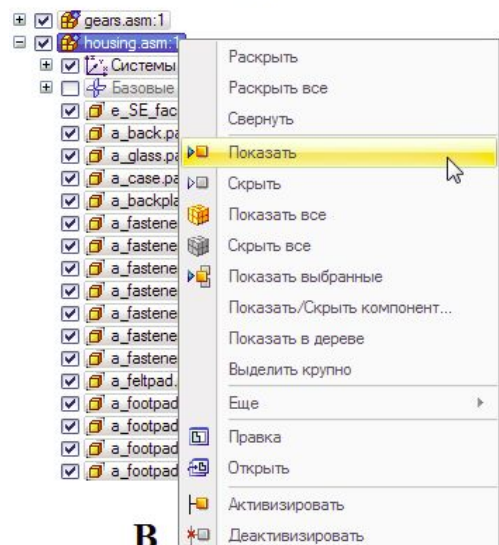 gears.asm:1
housing.asm:1
Системы
Базовые
e_SE_fac
a_back.pa
a_glass.pa
a_case.pa
a_backpla
a_fastene
a_fastene
a_fastene
a_fastene
a_fastene
a_fastene
a_fastene
a_feltpad.
a_footpad
a_footpad
a_footpad
a_footpad
Раскрыть
Раскрыть все
Свернуть
Показать
Скрыть
Показать все
Скрыть все
Показать выбранные
Показать/Скрыть компонент...
Показать в дереве
Выделить крупно
Еще
Правка
Открыть
Активизировать
Деактивизировать
В